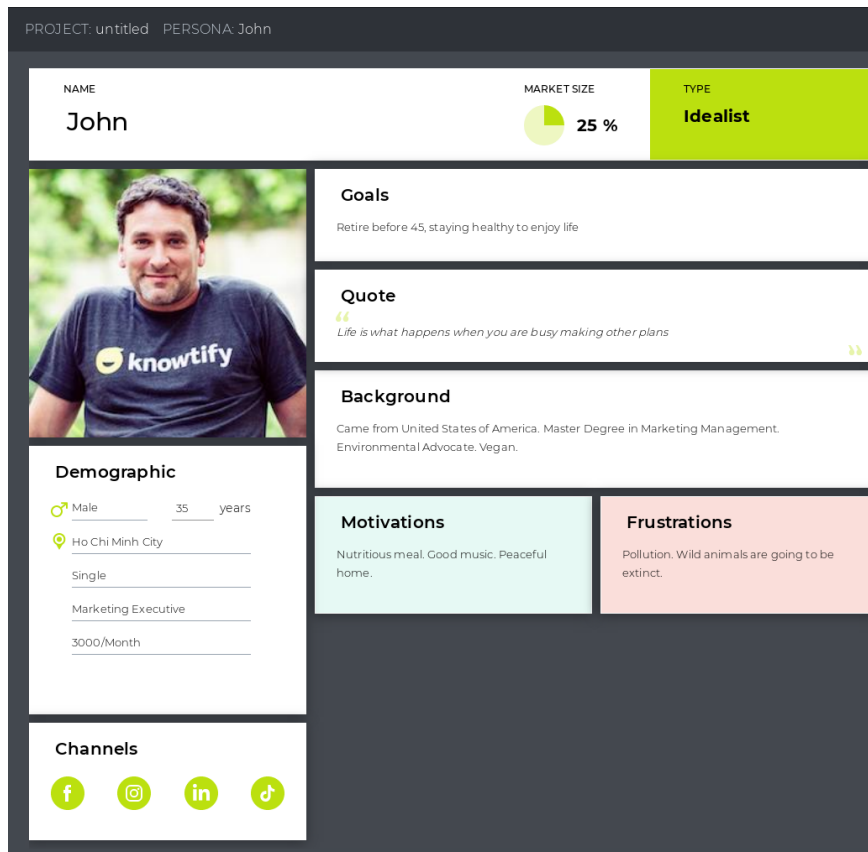 PROJECT: untitled PERSONA: John
NAME
John
MARKET SIZE
25 %
TYPE
Idealist
knowtify
Goals
Retire before 45, staying healthy to enjoy life
Quote
“
Life is what happens when you are busy making other plans
”
Background
Came from United States of America. Master Degree in Marketing Management.
Environmental Advocate. Vegan.
Demographic
Male 35 years
Ho Chi Minh City
Single
Marketing Executive
3000/Month
Motivations
Nutritious meal. Good music. Peaceful
home.
Frustrations
Pollution. Wild animals are going to be
extinct.
Channels
f
in